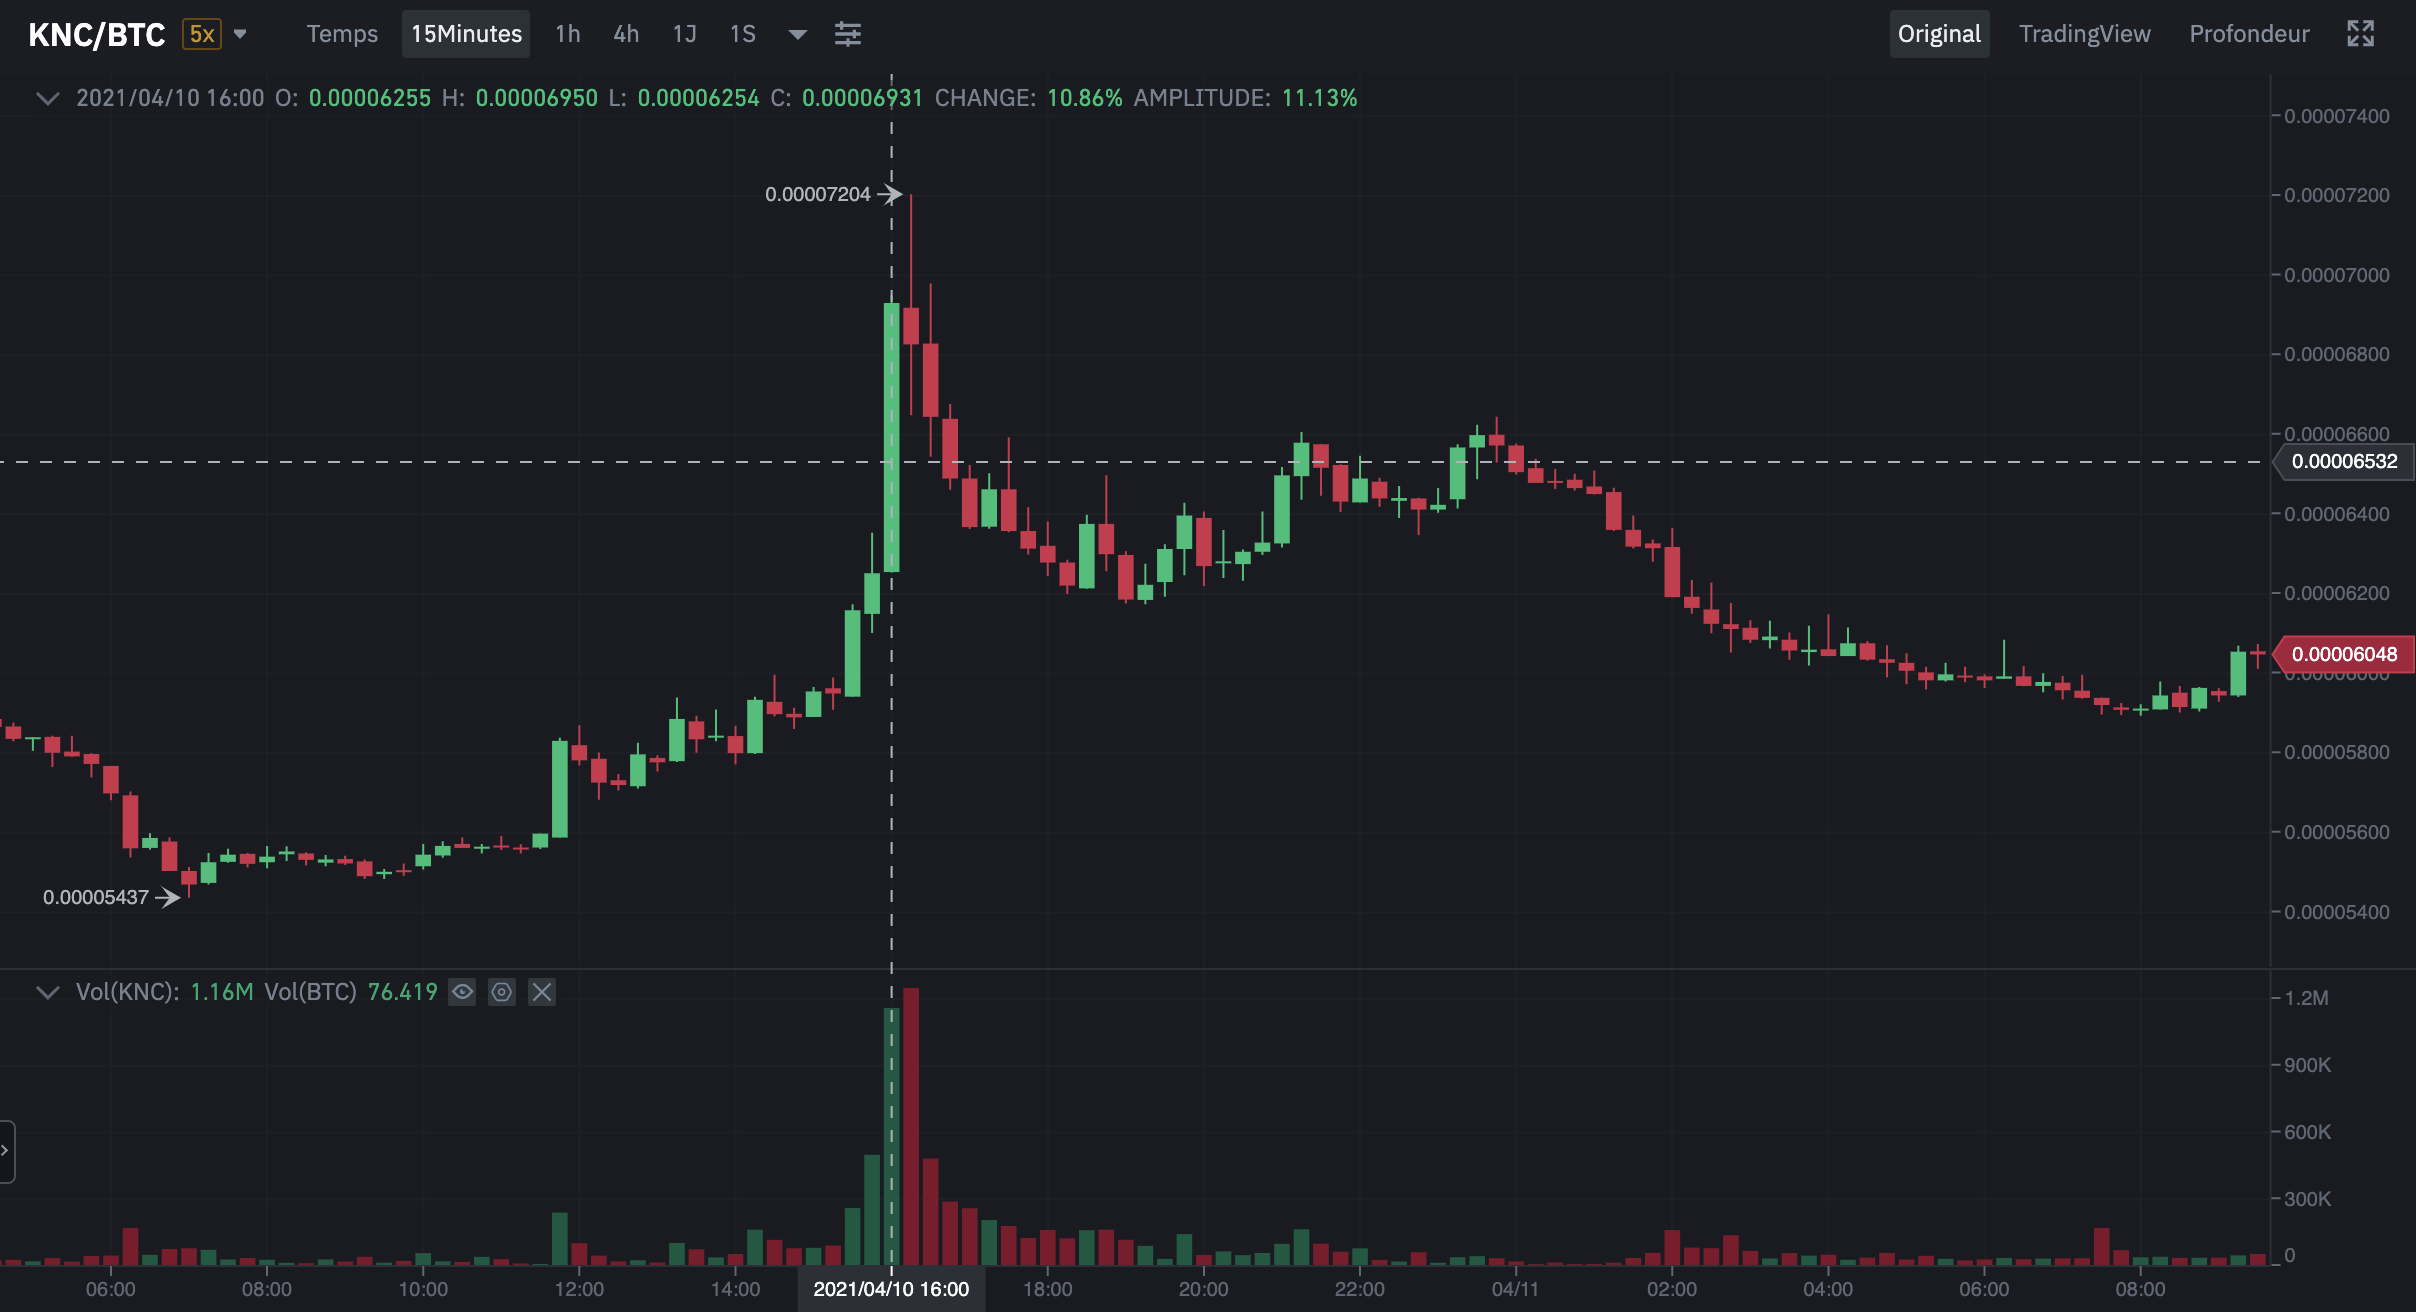 KNC/BTC 5x Temps 15Minutes 1h 4h 1J 1S Original TradingView Profondeur
2021/04/10 16:00 O: 0.00006255 H: 0.00006950 L: 0.00006254 C: 0.00006931 CHANGE: 10.86% AMPLITUDE: 11.13%
0.00007400
0.00007204
0.00007200
0.00007000
0.00006800
0.00006600
0.00006532
0.00006400
0.00006200
0.00006048
0.00006000
0.00005800
0.00005600
0.00005437
0.00005400
Vol(KNC): 1.16M Vol(BTC) 76.419
1.2M
900K
600K
300K
0
06:00 08:00 10:00 12:00 14:00 2021/04/10 16:00 18:00 20:00 22:00 04/11 02:00 04:00 06:00 08:00